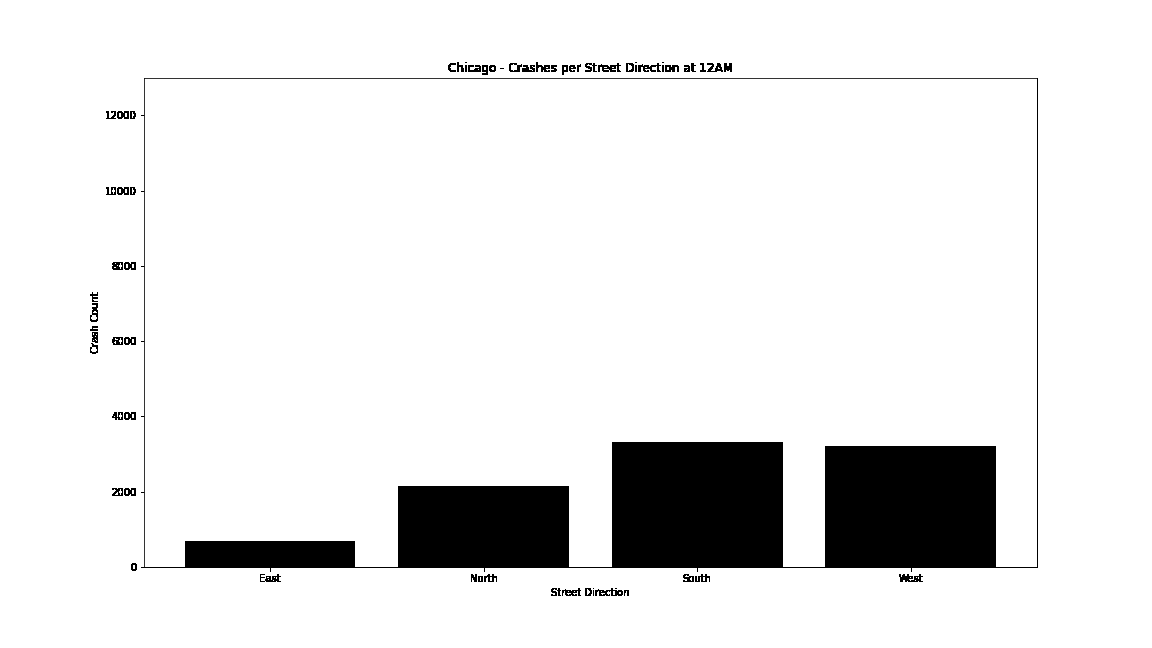 Chicago - Crashes per Street Direction at 12AM
12000
10000
8000
6000
4000
2000
0
Crash Count
East North South West
Street Direction